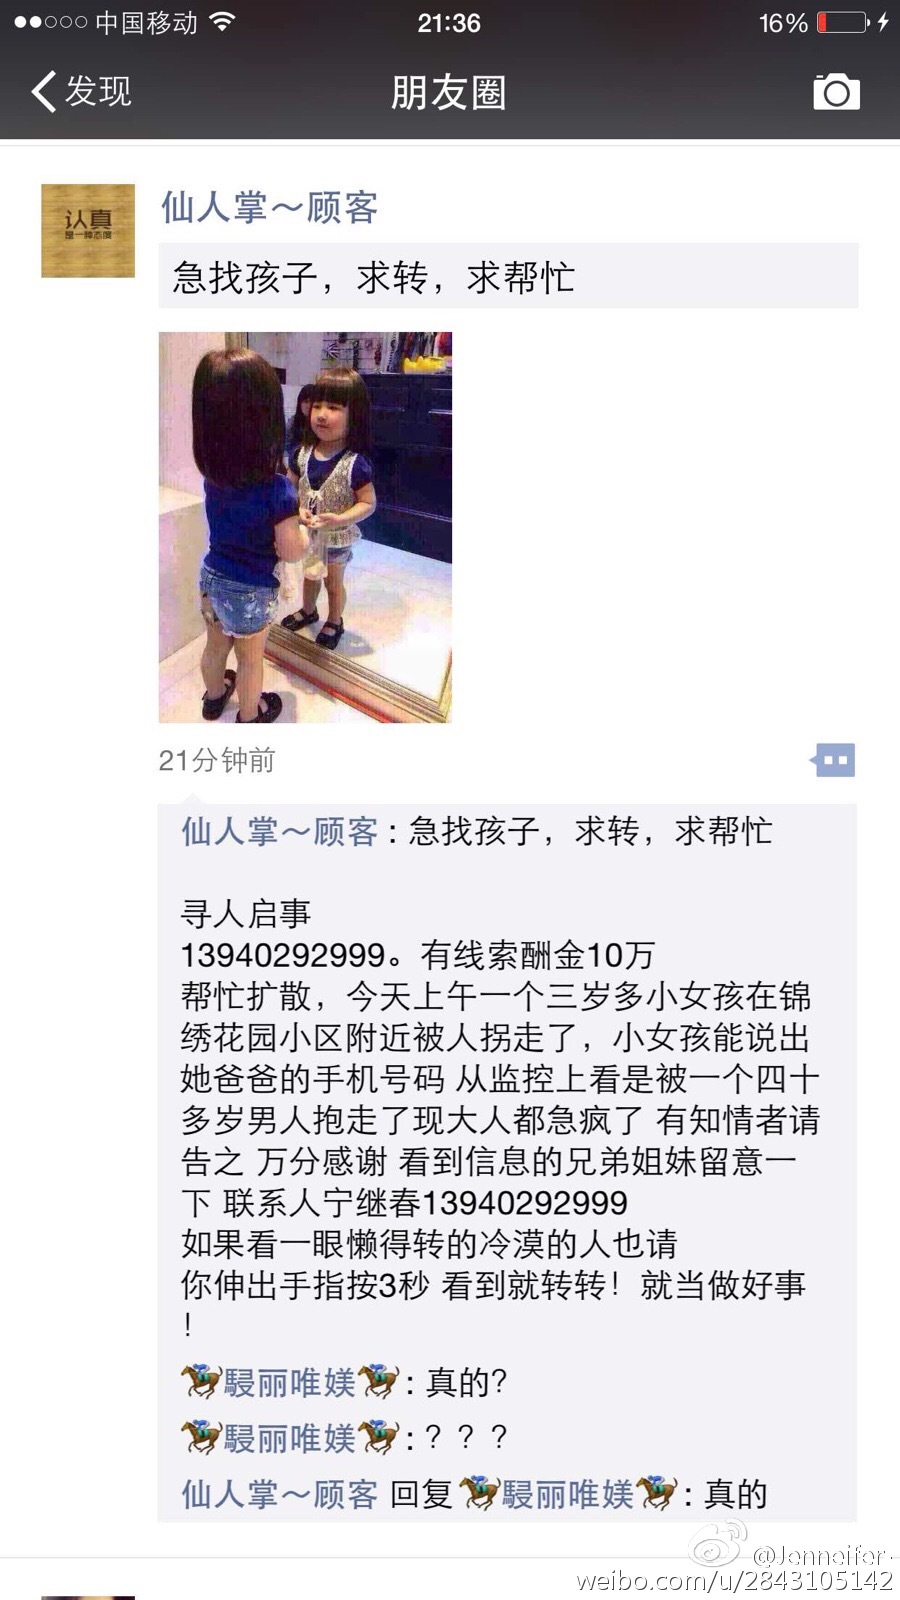 中国移动
21:36
16%
发现
朋友圈
认真
是一种态度
仙人掌～顾客
急找孩子，求转，求帮忙
21分钟前
仙人掌～顾客：急找孩子，求转，求帮忙
寻人启事
13940292999。有线索酬金10万
帮忙扩散，今天上午一个三岁多小女孩在锦
绣花园小区附近被人拐走了，小女孩能说出
她爸爸的手机号码 从监控上看是被一个四十
多岁男人抱走了现大人都急疯了 有知情者请
告之 万分感谢 看到信息的兄弟姐妹留意一
下 联系人宁继春13940292999
如果看一眼懒得转的冷漠的人也请
你伸出手指按3秒 看到就转转！就当做好事
！
🏇騴丽唯媄🏇：真的？
🏇騴丽唯媄🏇：？？？
仙人掌～顾客 回复🏇騴丽唯媄🏇：真的
@Jenneifer-
weibo.com/u/2843105142